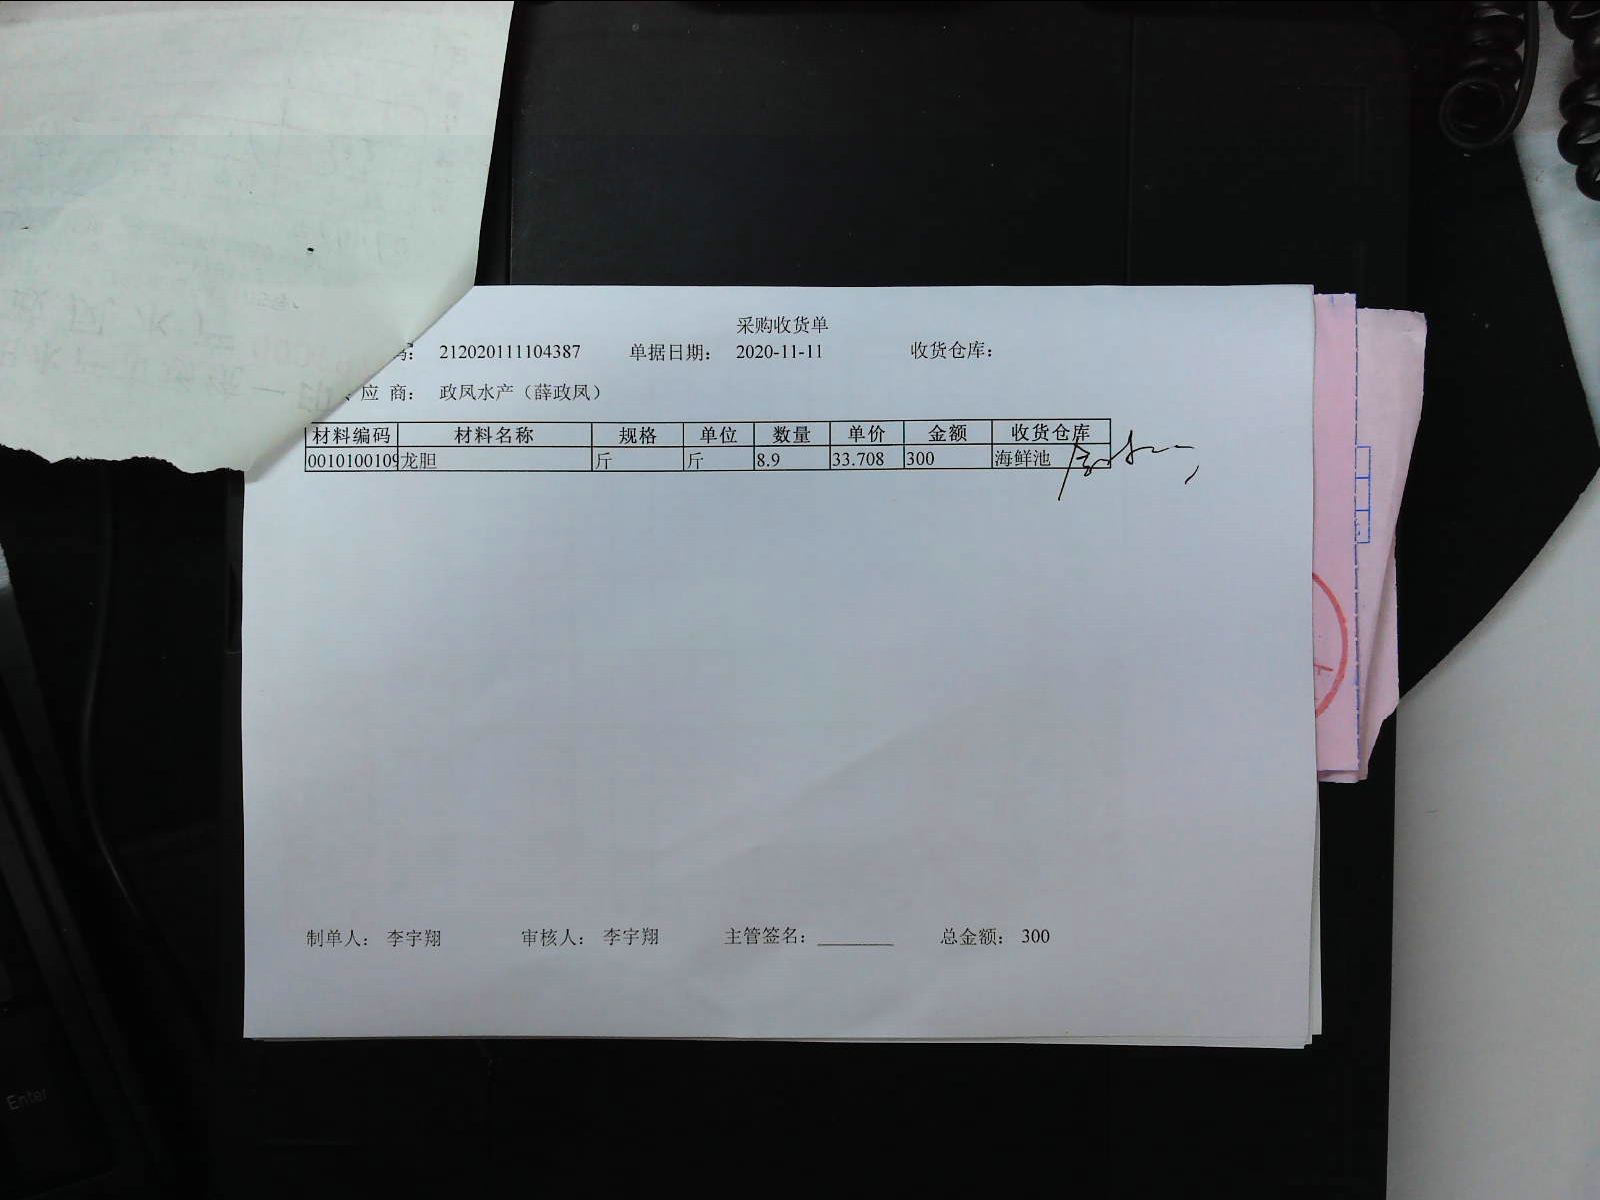 采购收货单
212020111104387 单据日期： 2020-11-11 收货仓库：
应 商： 政凤水产（薛政凤）
材料编码 材料名称 规格 单位 数量 单价 金额 收货仓库
0010100109 龙胆 斤 斤 8.9 33.708 300 海鲜池
制单人： 李宇翔 审核人： 李宇翔 主管签名： 总金额： 300
Enter